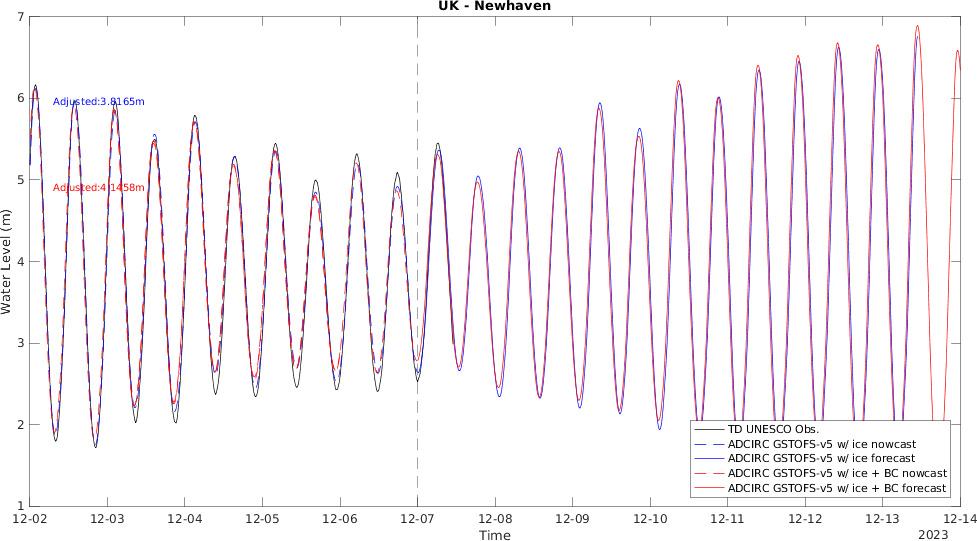 UK - Newhaven
7
6
5
4
3
2
1
Water Level (m)
Adjusted:3.8165m
Adjusted:4.1458m
TD UNESCO Obs.
ADCIRC GSTOFS-v5 w/ ice nowcast
ADCIRC GSTOFS-v5 w/ ice forecast
ADCIRC GSTOFS-v5 w/ ice + BC nowcast
ADCIRC GSTOFS-v5 w/ ice + BC forecast
12-02 12-03 12-04 12-05 12-06 12-07 12-08 12-09 12-10 12-11 12-12 12-13 12-14
Time
2023